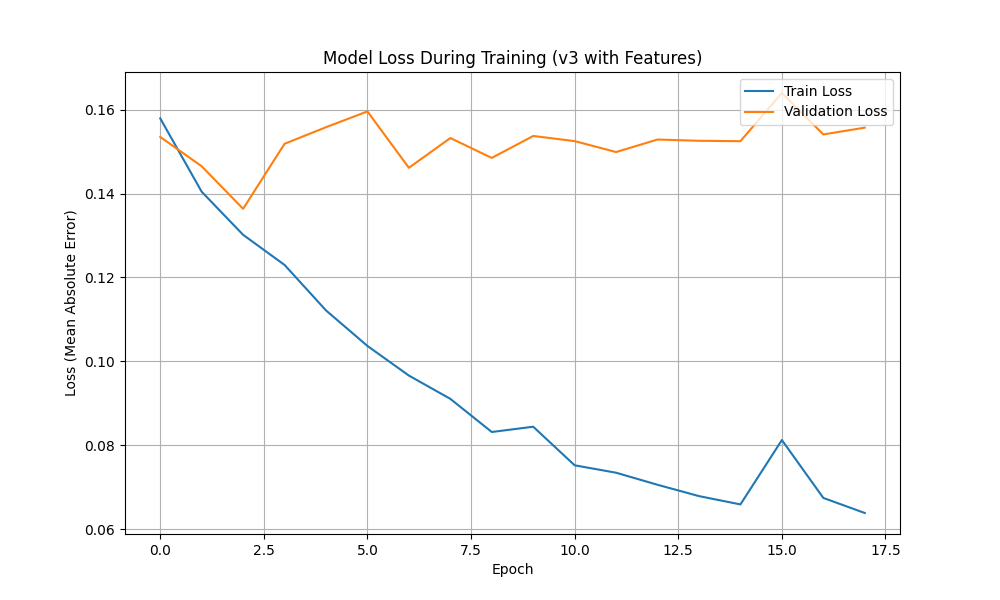 Model Loss During Training (v3 with Features)
Train Loss
Validation Loss
Loss (Mean Absolute Error)
0.16
0.14
0.12
0.10
0.08
0.06
0.0 2.5 5.0 7.5 10.0 12.5 15.0 17.5
Epoch